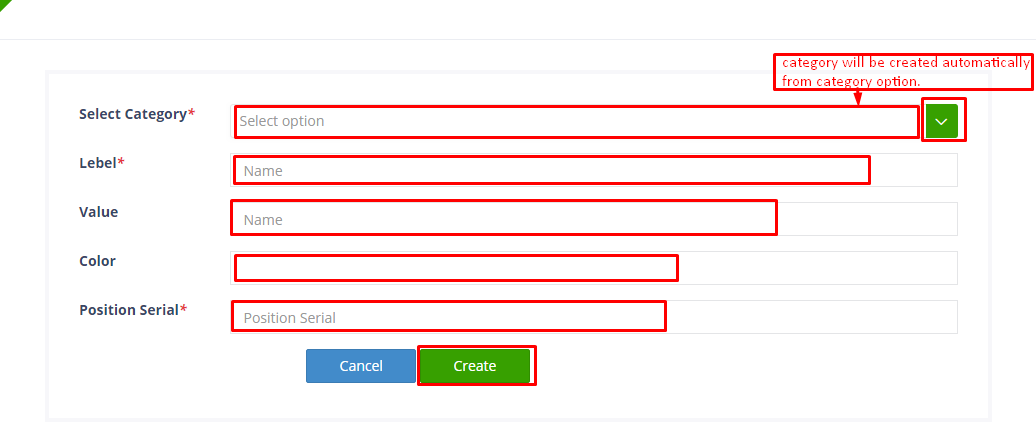 category will be created automatically
from category option.
Select Category*
Select option
Lebel*
Name
Value
Name
Color
Position Serial*
Position Serial
Cancel
Create